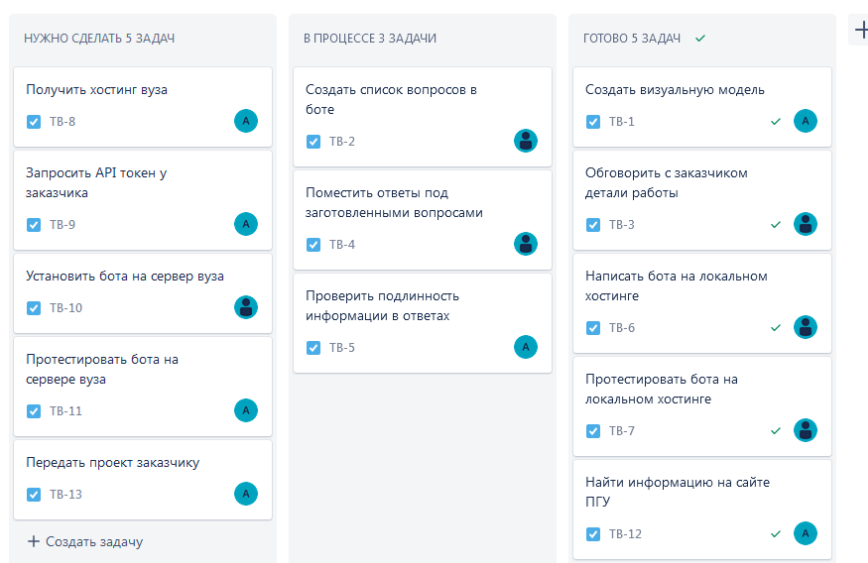 НУЖНО СДЕЛАТЬ 5 ЗАДАЧ
Получить хостинг вуза
ТВ-8
А
Запросить API токен у
заказчика
ТВ-9
А
Установить бота на сервер вуза
ТВ-10
Протестировать бота на
сервере вуза
ТВ-11
А
Передать проект заказчику
ТВ-13
А
+ Создать задачу
В ПРОЦЕССЕ 3 ЗАДАЧИ
Создать список вопросов в
боте
ТВ-2
Поместить ответы под
заготовленными вопросами
ТВ-4
Проверить подлинность
информации в ответах
ТВ-5
А
ГОТОВО 5 ЗАДАЧ
Создать визуальную модель
ТВ-1
А
Обговорить с заказчиком
детали работы
ТВ-3
Написать бота на локальном
хостинге
ТВ-6
Протестировать бота на
локальном хостинге
ТВ-7
Найти информацию на сайте
ПГУ
ТВ-12
А